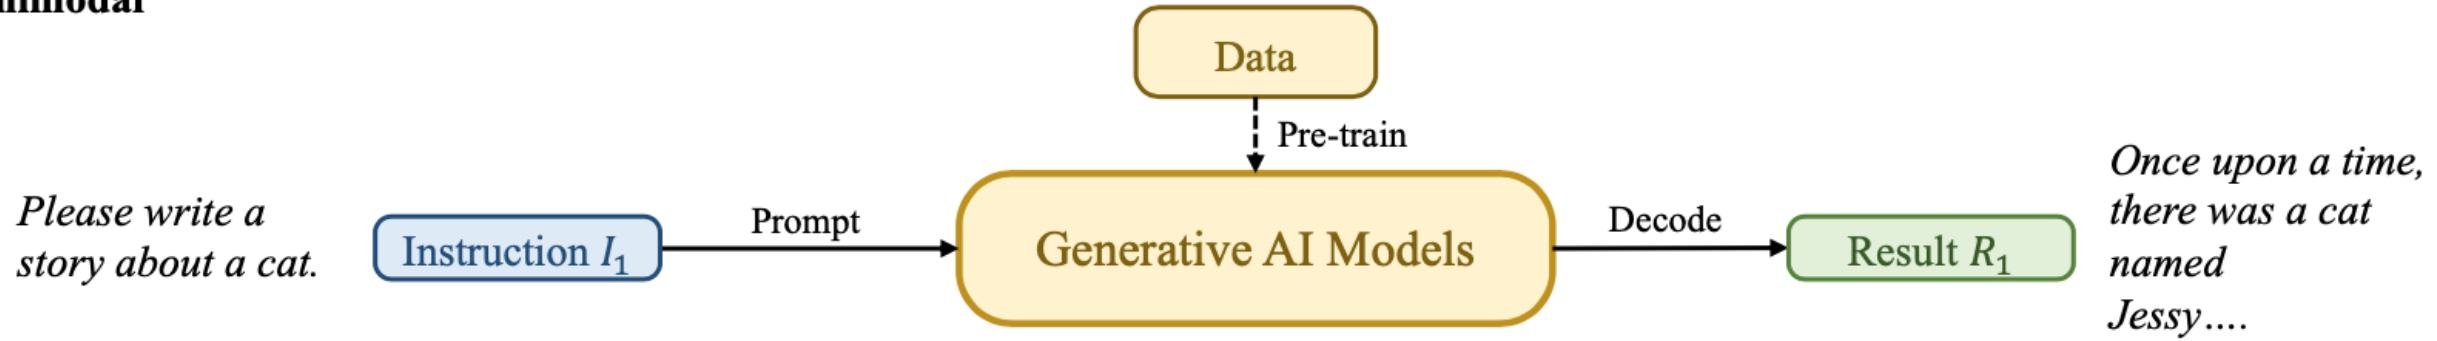 Data
Pre-train
Please write a
story about a cat.
Instruction I₁
Prompt
Generative AI Models
Decode
Result R₁
Once upon a time,
there was a cat
named
Jessy....